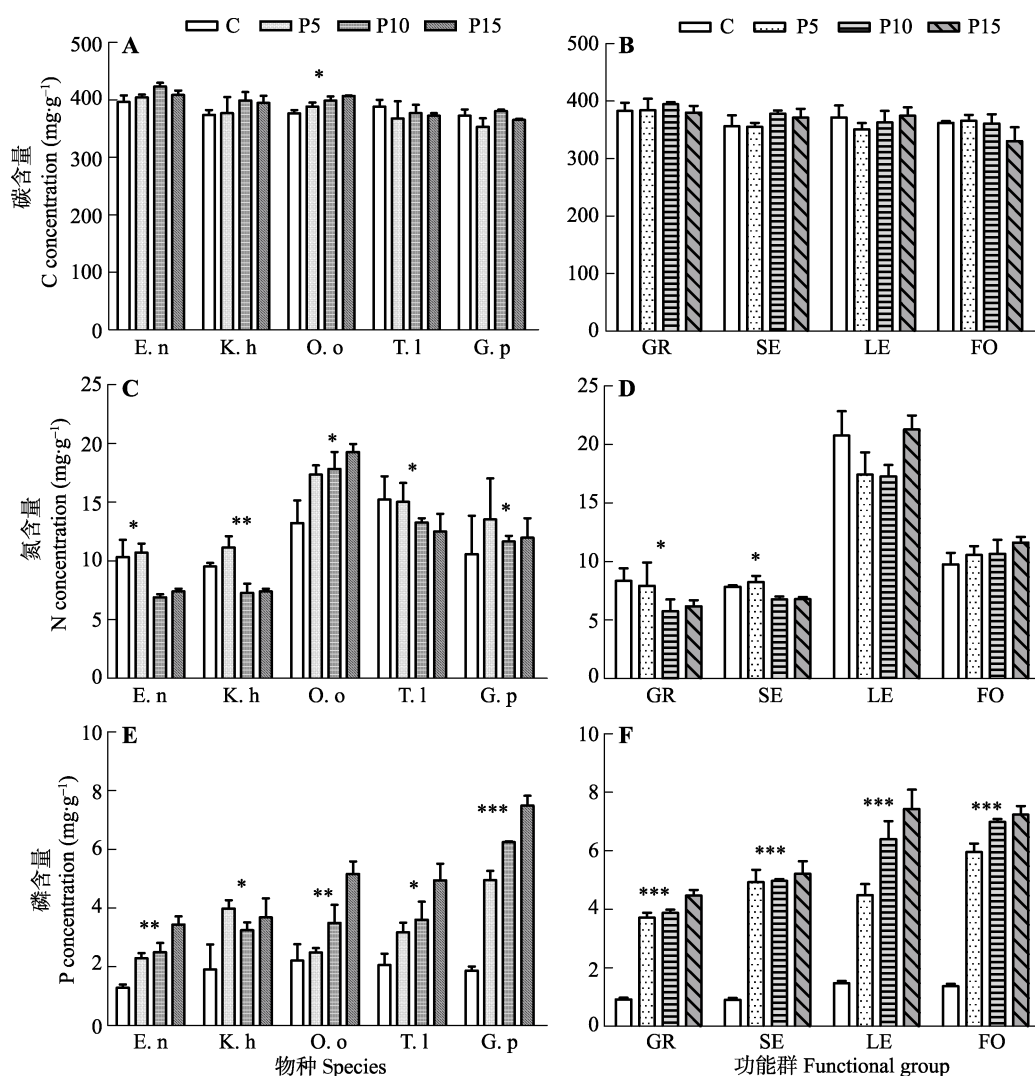 C P5 P10 P15
A
500
400
300
200
100
0
碳含量
C concentration (mg·g⁻¹)
*
E. n K. h O. o T. l G. p
C P5 P10 P15
B
500
400
300
200
100
0
GR SE LE FO
C
25
20
15
10
5
0
氮含量
N concentration (mg·g⁻¹)
* ** * * *
E. n K. h O. o T. l G. p
D
25
20
15
10
5
0
* *
GR SE LE FO
E
10
8
6
4
2
0
磷含量
P concentration (mg·g⁻¹)
** * ** * ***
E. n K. h O. o T. l G. p
物种 Species
F
10
8
6
4
2
0
*** *** *** ***
GR SE LE FO
功能群 Functional group